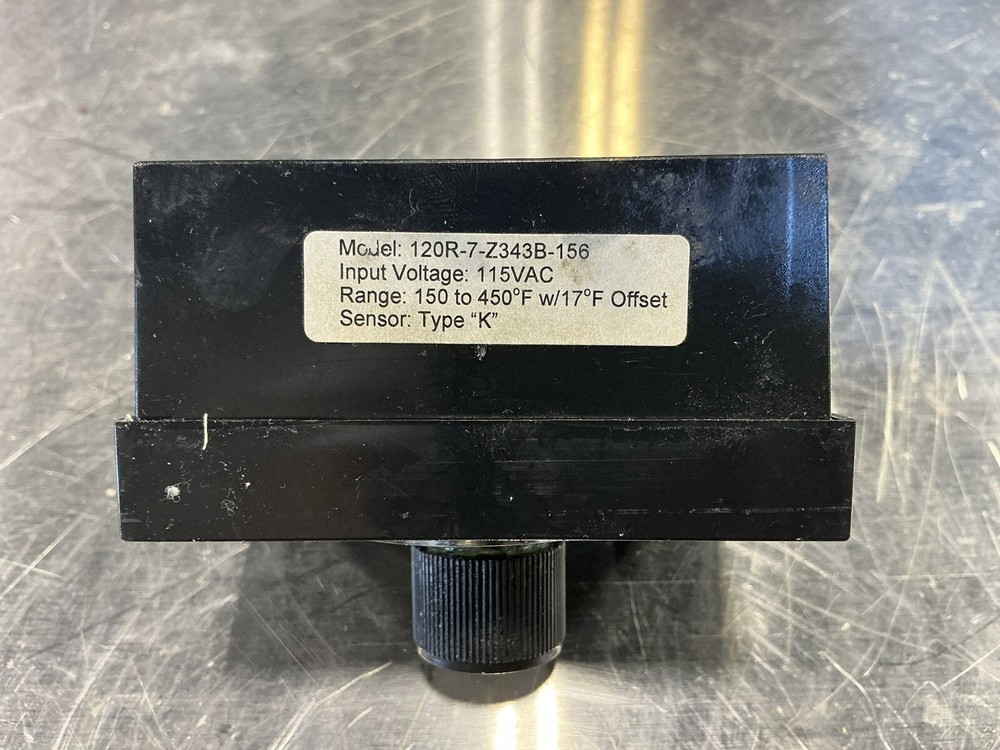 Model: 120R-7-Z343B-156
Input Voltage: 115VAC
Range: 150 to 450°F w/17°F Offset
Sensor: Type “K”